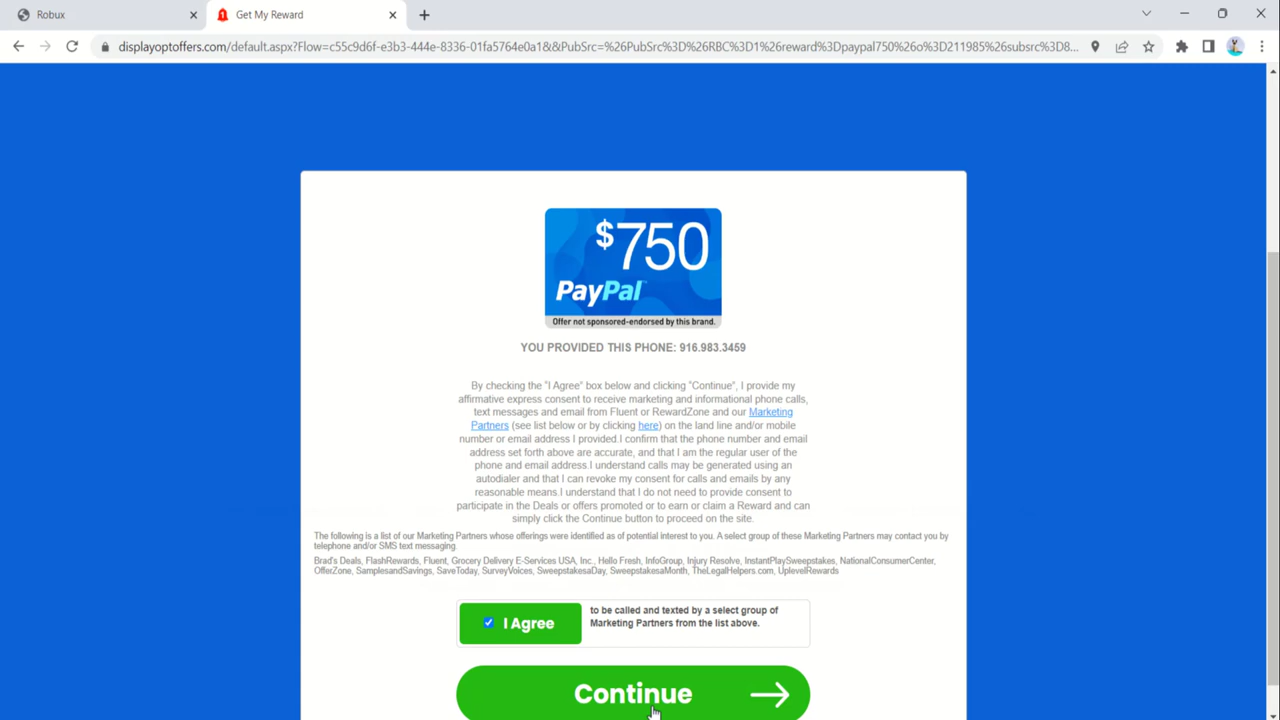 Robux
Get My Reward
displayoptoffers.com/default.aspx?Flow=c55c9d6f-e3b3-444e-8336-01fa5764e0a1&&PubSrc=%26PubSrc%3D%26RBC%3D1%26reward%3Dpaypal750%26o%3D211985%26subsrc%3D8...
$750
PayPal
Offer not sponsored-endorsed by this brand.
YOU PROVIDED THIS PHONE: 916.983.3459
By checking the "I Agree" box below and clicking "Continue", I provide my
affirmative express consent to receive marketing and informational phone calls,
text messages and email from Fluent or RewardZone and our Marketing
Partners (see list below or by clicking here) on the land line and/or mobile
number or email address I provided.I confirm that the phone number and email
address set forth above are accurate, and that I am the regular user of the
phone and email address.I understand calls may be generated using an
autodialer and that I can revoke my consent for calls and emails by any
reasonable means.I understand that I do not need to provide consent to
participate in the Deals or offers promoted or to earn or claim a Reward and can
simply click the Continue button to proceed on the site.
The following is a list of our Marketing Partners whose offerings were identified as of potential interest to you. A select group of these Marketing Partners may contact you by
telephone and/or SMS text messaging.
Brad's Deals, FlashRewards, Fluent, Grocery Delivery E-Services USA, Inc., Hello Fresh, InfoGroup, Injury Resolve, InstantPlaySweepstakes, NationalConsumerCenter,
OfferZone, SamplesandSavings, SaveToday, SurveyVoices, SweepstakesaDay, SweepstakesaMonth, TheLegalHelpers.com, UplevelRewards
I Agree
to be called and texted by a select group of
Marketing Partners from the list above.
Continue